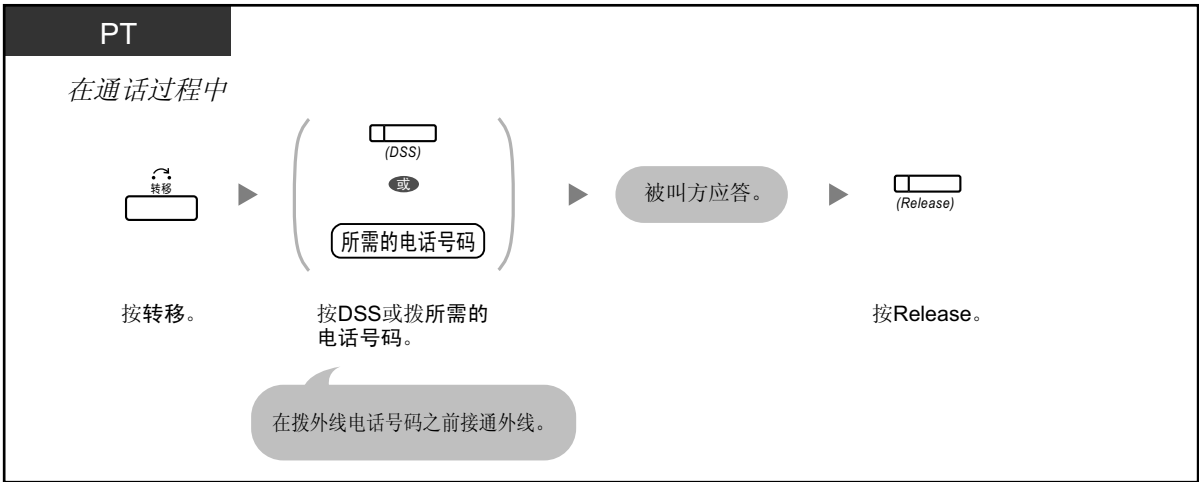 PT
在通话过程中
转移
(DSS)
或
所需的电话号码
被叫方应答。
(Release)
按转移。
按DSS或拨所需的
电话号码。
按Release。
在拨外线电话号码之前接通外线。